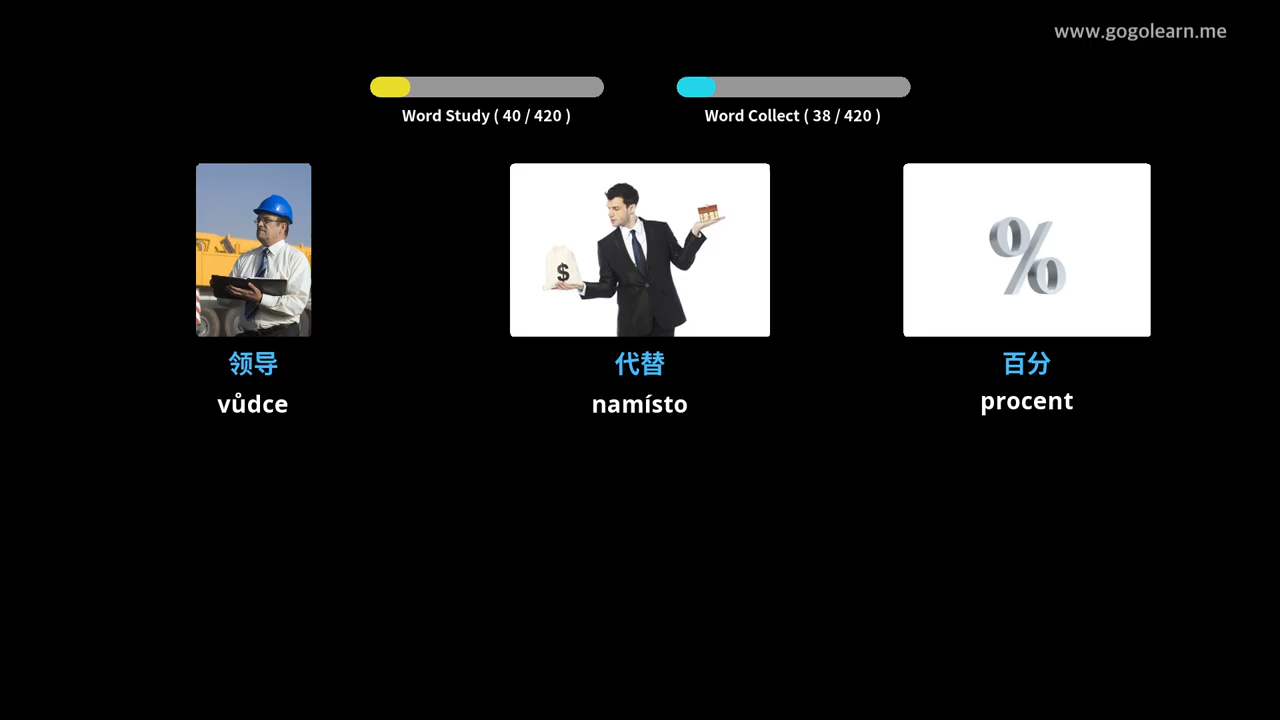 www.gogolearn.me
Word Study ( 40 / 420 )
Word Collect ( 38 / 420 )
$
%
领导
代替
百分
vůdce
namísto
procent